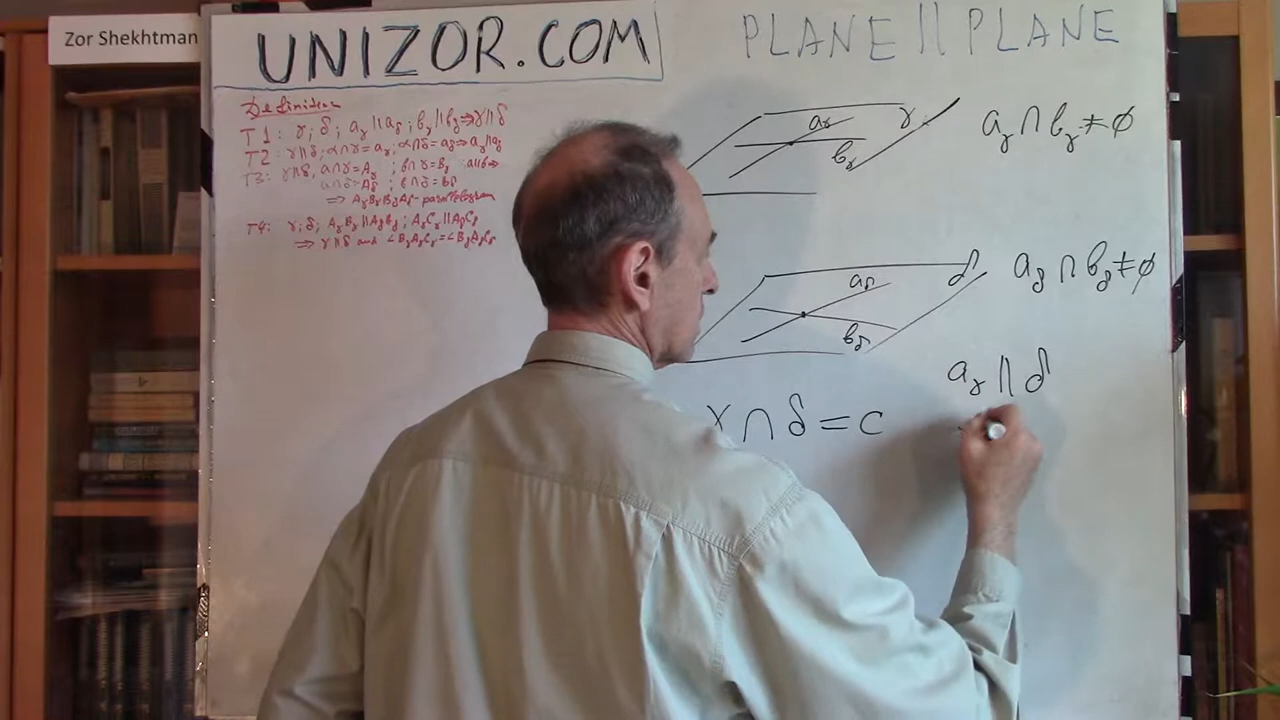 Zor Shekhtman
UNIZOR.COM
PLANE || PLANE
Definition
T1: γ; δ; aγ || aδ; bγ || bδ ⇒ γ || δ
T2: γ || δ; α∩γ = aγ; α∩δ = aδ ⇒ aγ || aδ
T3: γ || δ, a∩γ = Aγ; b∩γ = Bγ a || b ⇒
a∩δ = Aδ; b∩δ = Bδ
⇒ AγBγBδAδ - parallelogram
T4: γ; δ; AγBγ || AδBδ; AγCγ || AδCδ
⇒ γ || δ and ∠BγAγCγ = ∠BδAδCδ
aγ γ
bγ
aγ ∩ bγ ≠ ∅
aδ δ
bδ
aδ ∩ bδ ≠ ∅
aγ || δ
γ ∩ δ = c